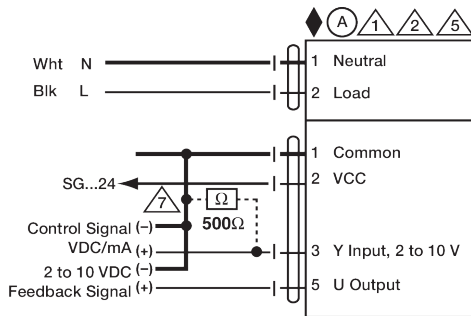 A 1 2 5
Wht N 1 Neutral
Blk L 2 Load
1 Common
SG...24 2 VCC
7 Ω
500Ω
Control Signal (–)
VDC/mA (+) 3 Y Input, 2 to 10 V
2 to 10 VDC (–)
Feedback Signal (+) 5 U Output